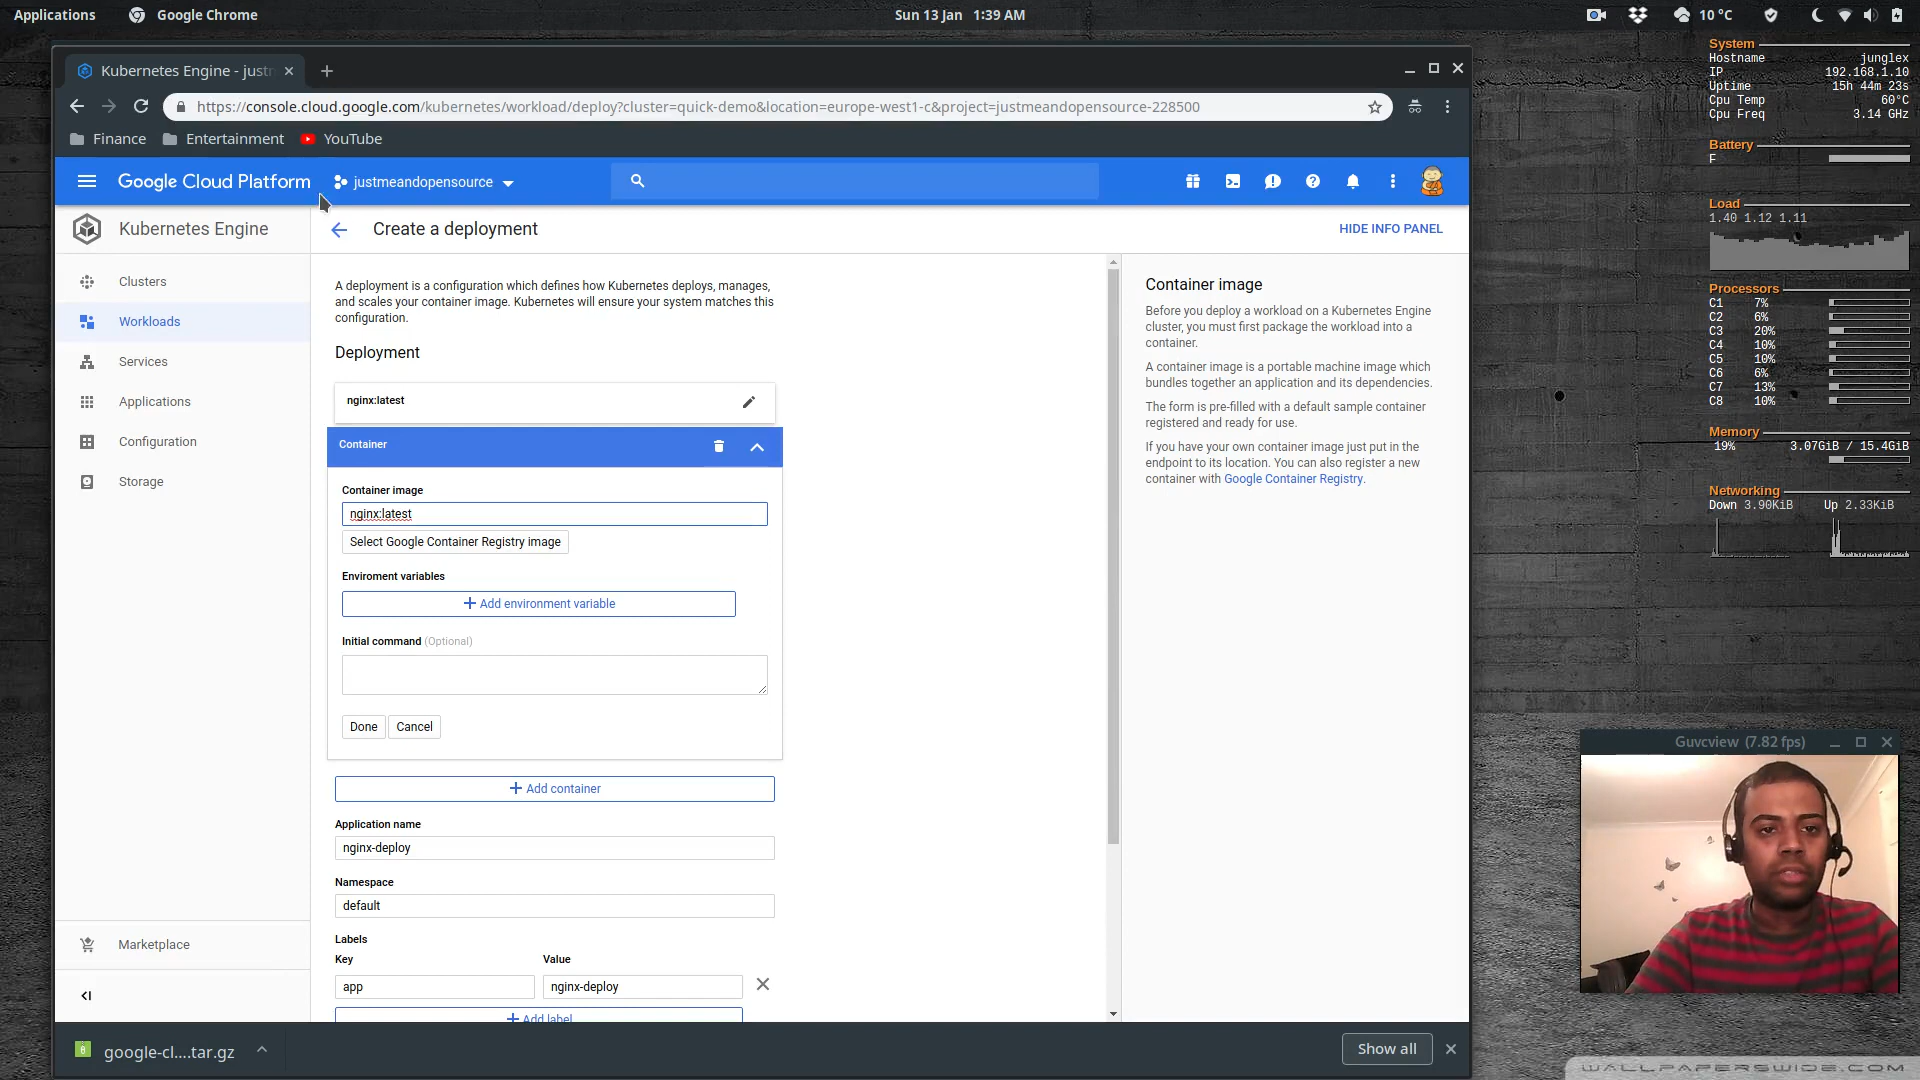 Applications
Google Chrome
Sun 13 Jan 1:39 AM
10 °C
Kubernetes Engine - justm
https://console.cloud.google.com/kubernetes/workload/deploy?cluster=quick-demo&location=europe-west1-c&project=justmeandopensource-228500
Finance
Entertainment
YouTube
Google Cloud Platform
justmeandopensource
Kubernetes Engine
Create a deployment
HIDE INFO PANEL
Clusters
Workloads
Services
Applications
Configuration
Storage
Marketplace
A deployment is a configuration which defines how Kubernetes deploys, manages,
and scales your container image. Kubernetes will ensure your system matches this
configuration.
Deployment
nginx:latest
Container
Container image
nginx:latest
Select Google Container Registry image
Enviroment variables
Add environment variable
Initial command (Optional)
Done
Cancel
Add container
Application name
nginx-deploy
Namespace
default
Labels
Key
Value
app
nginx-deploy
Add label
Container image
Before you deploy a workload on a Kubernetes Engine
cluster, you must first package the workload into a
container.
A container image is a portable machine image which
bundles together an application and its dependencies.
The form is pre-filled with a default sample container
registered and ready for use.
If you have your own container image just put in the
endpoint to its location. You can also register a new
container with Google Container Registry.
google-cl....tar.gz
Show all
System
Hostname junglex
IP 192.168.1.10
Uptime 15h 44m 23s
Cpu Temp 60°C
Cpu Freq 3.14 GHz
Battery
F
Load
1.40 1.12 1.11
Processors
C1 7%
C2 6%
C3 20%
C4 10%
C5 10%
C6 6%
C7 13%
C8 10%
Memory
19% 3.07GiB / 15.4GiB
Networking
Down 3.90KiB Up 2.33KiB
Guvcview (7.82 fps)
WALLPAPERSWIDE.COM